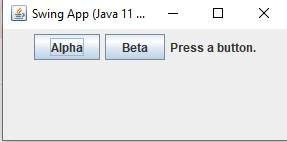 Swing App (Java 11 ...
Alpha Beta Press a button.